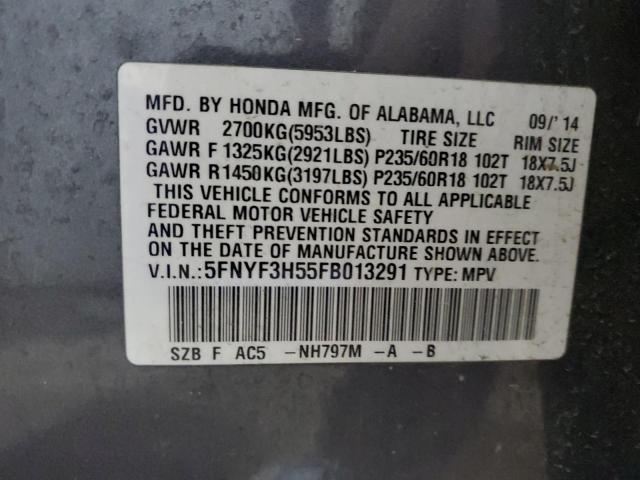 MFD. BY HONDA MFG. OF ALABAMA, LLC 09/'14
GVWR 2700KG(5953LBS) TIRE SIZE RIM SIZE
GAWR F 1325KG(2921LBS) P235/60R18 102T 18X7.5J
GAWR R1450KG(3197LBS) P235/60R18 102T 18X7.5J
THIS VEHICLE CONFORMS TO ALL APPLICABLE
FEDERAL MOTOR VEHICLE SAFETY
AND THEFT PREVENTION STANDARDS IN EFFECT
ON THE DATE OF MANUFACTURE SHOWN ABOVE.
V.I.N.: 5FNYF3H55FB013291 TYPE: MPV
SZB F AC5 -NH797M -A -B